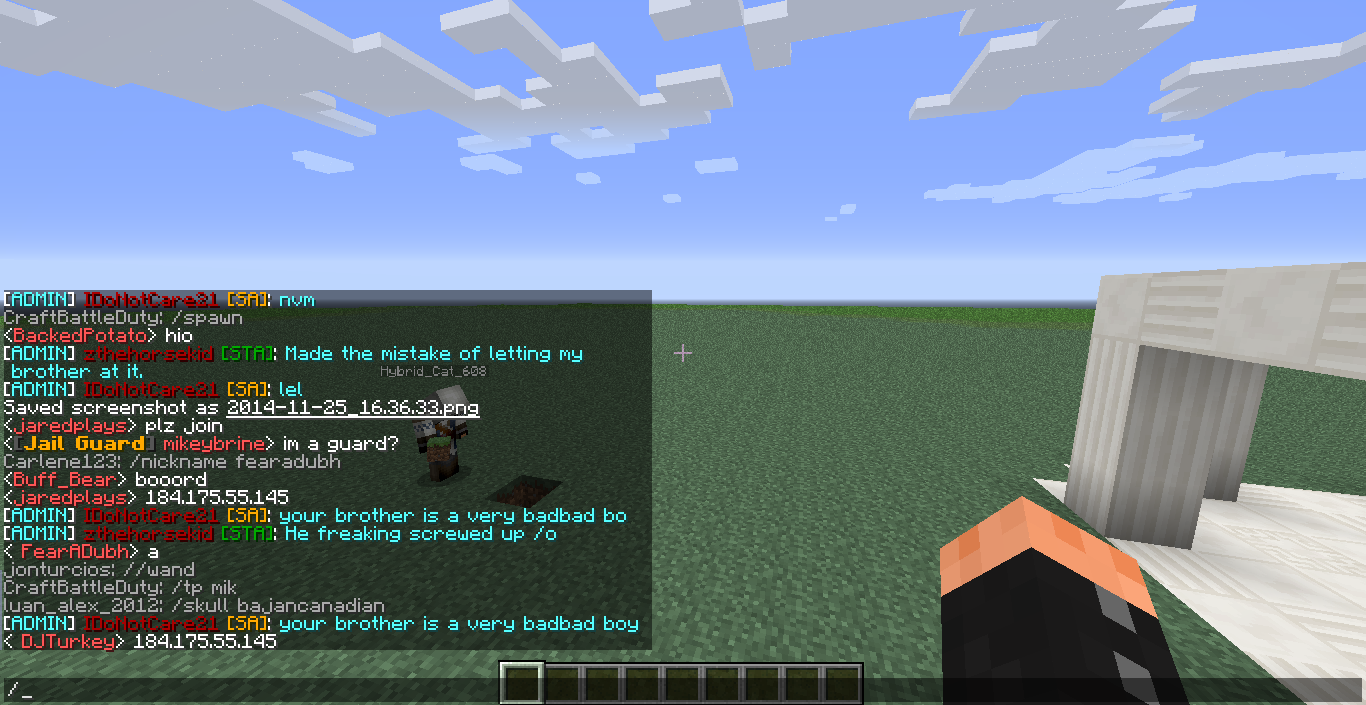 [ADMIN] IDoNotCare21 [SA]: nvm
CraftBattleDuty: /spawn
<BackedPotato> hio
[ADMIN] zthehorsekid [STA]: Made the mistake of letting my
brother at it.
Hybrid_Cat_608
[ADMIN] IDoNotCare21 [SA]: lel
Saved screenshot as 2014-11-25_16.36.33.png
<jaredplays> plz join
<[Jail Guard] mikeybrine> im a guard?
Carlene123: /nickname fearadubh
<Buff_Bear> booord
<jaredplays> 184.175.55.145
[ADMIN] IDoNotCare21 [SA]: your brother is a very badbad bo
[ADMIN] zthehorsekid [STA]: He freaking screwed up /o
< FearADubh> a
jonturcios: //wand
CraftBattleDuty: /tp mik
luan_alex_2012: /skull bajancanadian
[ADMIN] IDoNotCare21 [SA]: your brother is a very badbad boy
< DJTurkey> 184.175.55.145
/_